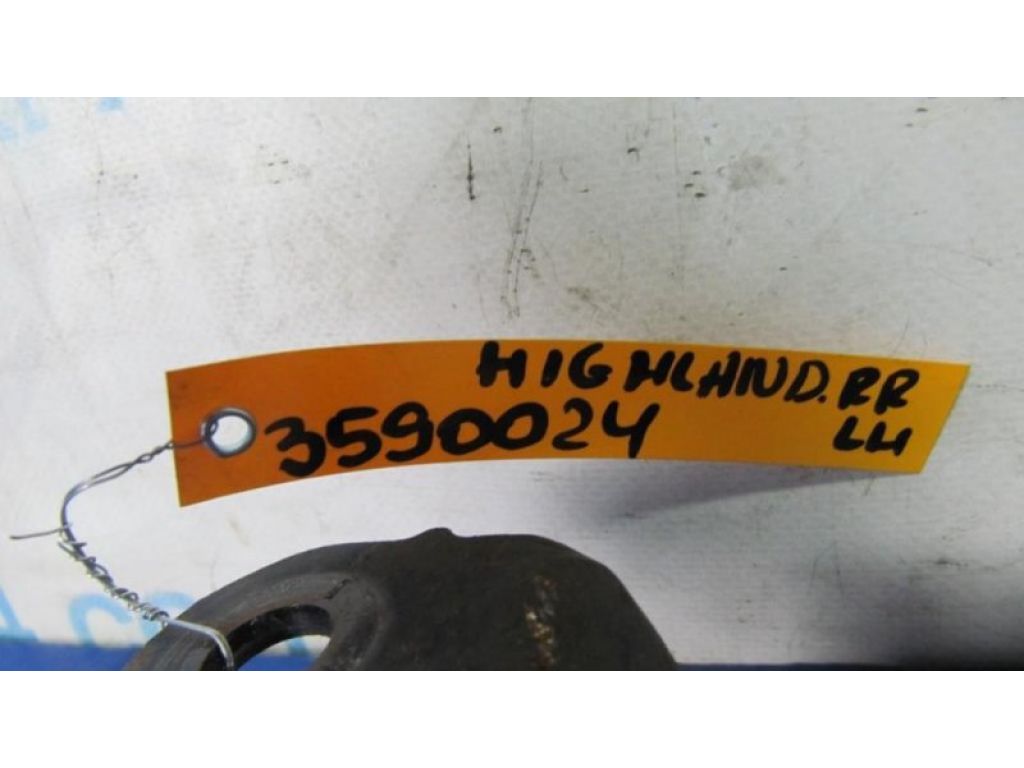 HIGHLAND. RR
3590024 LH